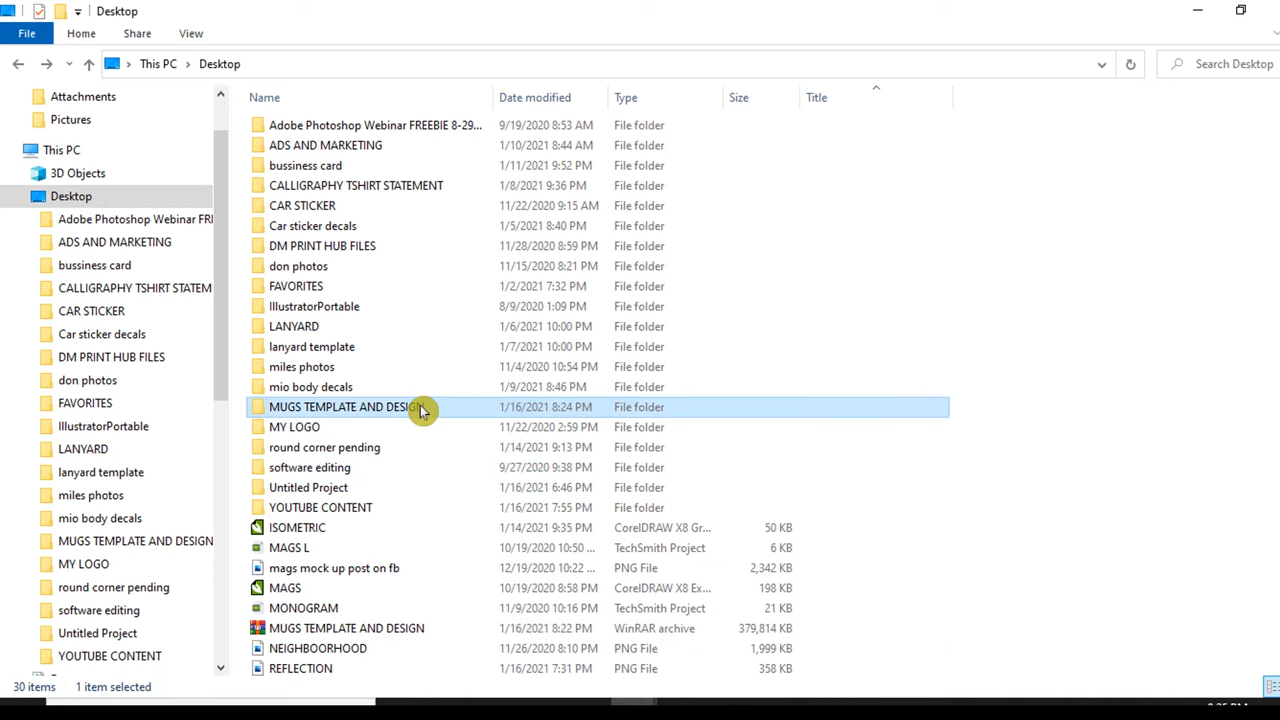 Desktop
File Home Share View
This PC Desktop Search Desktop
Name Date modified Type Size Title
Attachments
Pictures
This PC
3D Objects
Desktop
Adobe Photoshop Webinar FRE
ADS AND MARKETING
bussiness card
CALLIGRAPHY TSHIRT STATEM
CAR STICKER
Car sticker decals
DM PRINT HUB FILES
don photos
FAVORITES
IllustratorPortable
LANYARD
lanyard template
miles photos
mio body decals
MUGS TEMPLATE AND DESIGN
MY LOGO
round corner pending
software editing
Untitled Project
YOUTUBE CONTENT
Adobe Photoshop Webinar FREEBIE 8-29... 9/19/2020 8:53 AM File folder
ADS AND MARKETING 1/10/2021 8:44 AM File folder
bussiness card 1/11/2021 9:52 PM File folder
CALLIGRAPHY TSHIRT STATEMENT 1/8/2021 9:36 PM File folder
CAR STICKER 11/22/2020 9:15 AM File folder
Car sticker decals 1/5/2021 8:40 PM File folder
DM PRINT HUB FILES 11/28/2020 8:59 PM File folder
don photos 11/15/2020 8:21 PM File folder
FAVORITES 1/2/2021 7:32 PM File folder
IllustratorPortable 8/9/2020 1:09 PM File folder
LANYARD 1/6/2021 10:00 PM File folder
lanyard template 1/7/2021 10:00 PM File folder
miles photos 11/4/2020 10:54 PM File folder
mio body decals 1/9/2021 8:46 PM File folder
MUGS TEMPLATE AND DESIGN 1/16/2021 8:24 PM File folder
MY LOGO 11/22/2020 2:59 PM File folder
round corner pending 1/14/2021 9:13 PM File folder
software editing 9/27/2020 9:38 PM File folder
Untitled Project 1/16/2021 6:46 PM File folder
YOUTUBE CONTENT 1/16/2021 7:55 PM File folder
ISOMETRIC 1/14/2021 9:35 PM CorelDRAW X8 Gr... 50 KB
MAGS L 10/19/2020 10:50 ... TechSmith Project 6 KB
mags mock up post on fb 12/19/2020 10:22 ... PNG File 2,342 KB
MAGS 10/19/2020 8:58 PM CorelDRAW X8 Ex... 198 KB
MONOGRAM 11/9/2020 10:16 PM TechSmith Project 21 KB
MUGS TEMPLATE AND DESIGN 1/16/2021 8:22 PM WinRAR archive 379,814 KB
NEIGHBOORHOOD 11/26/2020 8:10 PM PNG File 1,999 KB
REFLECTION 1/16/2021 7:31 PM PNG File 358 KB
30 items 1 item selected